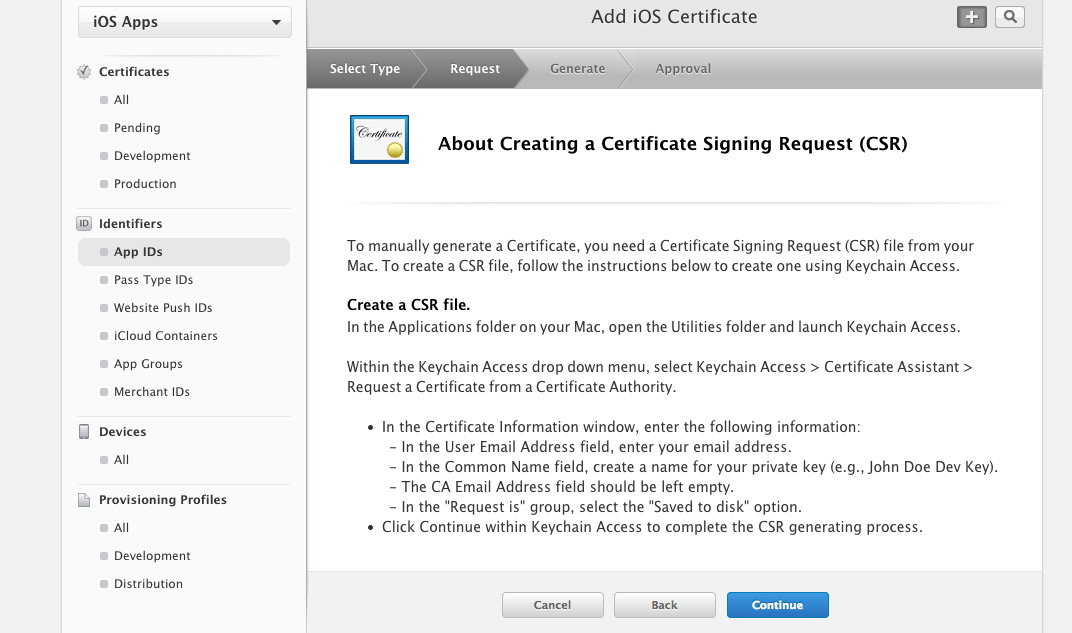 iOS Apps
Certificates
All
Pending
Development
Production
ID Identifiers
App IDs
Pass Type IDs
Website Push IDs
iCloud Containers
App Groups
Merchant IDs
Devices
All
Provisioning Profiles
All
Development
Distribution
Add iOS Certificate
Select Type
Request
Generate
Approval
Certificate
About Creating a Certificate Signing Request (CSR)
To manually generate a Certificate, you need a Certificate Signing Request (CSR) file from your
Mac. To create a CSR file, follow the instructions below to create one using Keychain Access.
Create a CSR file.
In the Applications folder on your Mac, open the Utilities folder and launch Keychain Access.
Within the Keychain Access drop down menu, select Keychain Access > Certificate Assistant >
Request a Certificate from a Certificate Authority.
• In the Certificate Information window, enter the following information:
– In the User Email Address field, enter your email address.
– In the Common Name field, create a name for your private key (e.g., John Doe Dev Key).
– The CA Email Address field should be left empty.
– In the "Request is" group, select the "Saved to disk" option.
• Click Continue within Keychain Access to complete the CSR generating process.
Cancel
Back
Continue